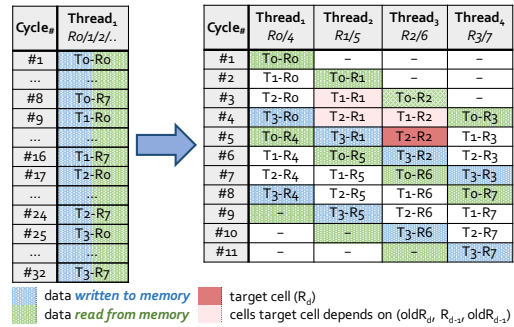 Cycle# Thread1 R0/1/2/..
#1 T0-R0
... ...
#8 T0-R7
#9 T1-R0
... ...
#16 T1-R7
#17 T2-R0
... ...
#24 T2-R7
#25 T3-R0
... ...
#32 T3-R7
Cycle# Thread1 R0/4 Thread2 R1/5 Thread3 R2/6 Thread4 R3/7
#1 T0-R0 – – –
#2 T1-R0 T0-R1 – –
#3 T2-R0 T1-R1 T0-R2 –
#4 T3-R0 T2-R1 T1-R2 T0-R3
#5 T0-R4 T3-R1 T2-R2 T1-R3
#6 T1-R4 T0-R5 T3-R2 T2-R3
#7 T2-R4 T1-R5 T0-R6 T3-R3
#8 T3-R4 T2-R5 T1-R6 T0-R7
#9 – T3-R5 T2-R6 T1-R7
#10 – – T3-R6 T2-R7
#11 – – – T3-R7
data written to memory
target cell (Rd)
data read from memory
cells target cell depends on (oldRd, Rd-1, oldRd-1)